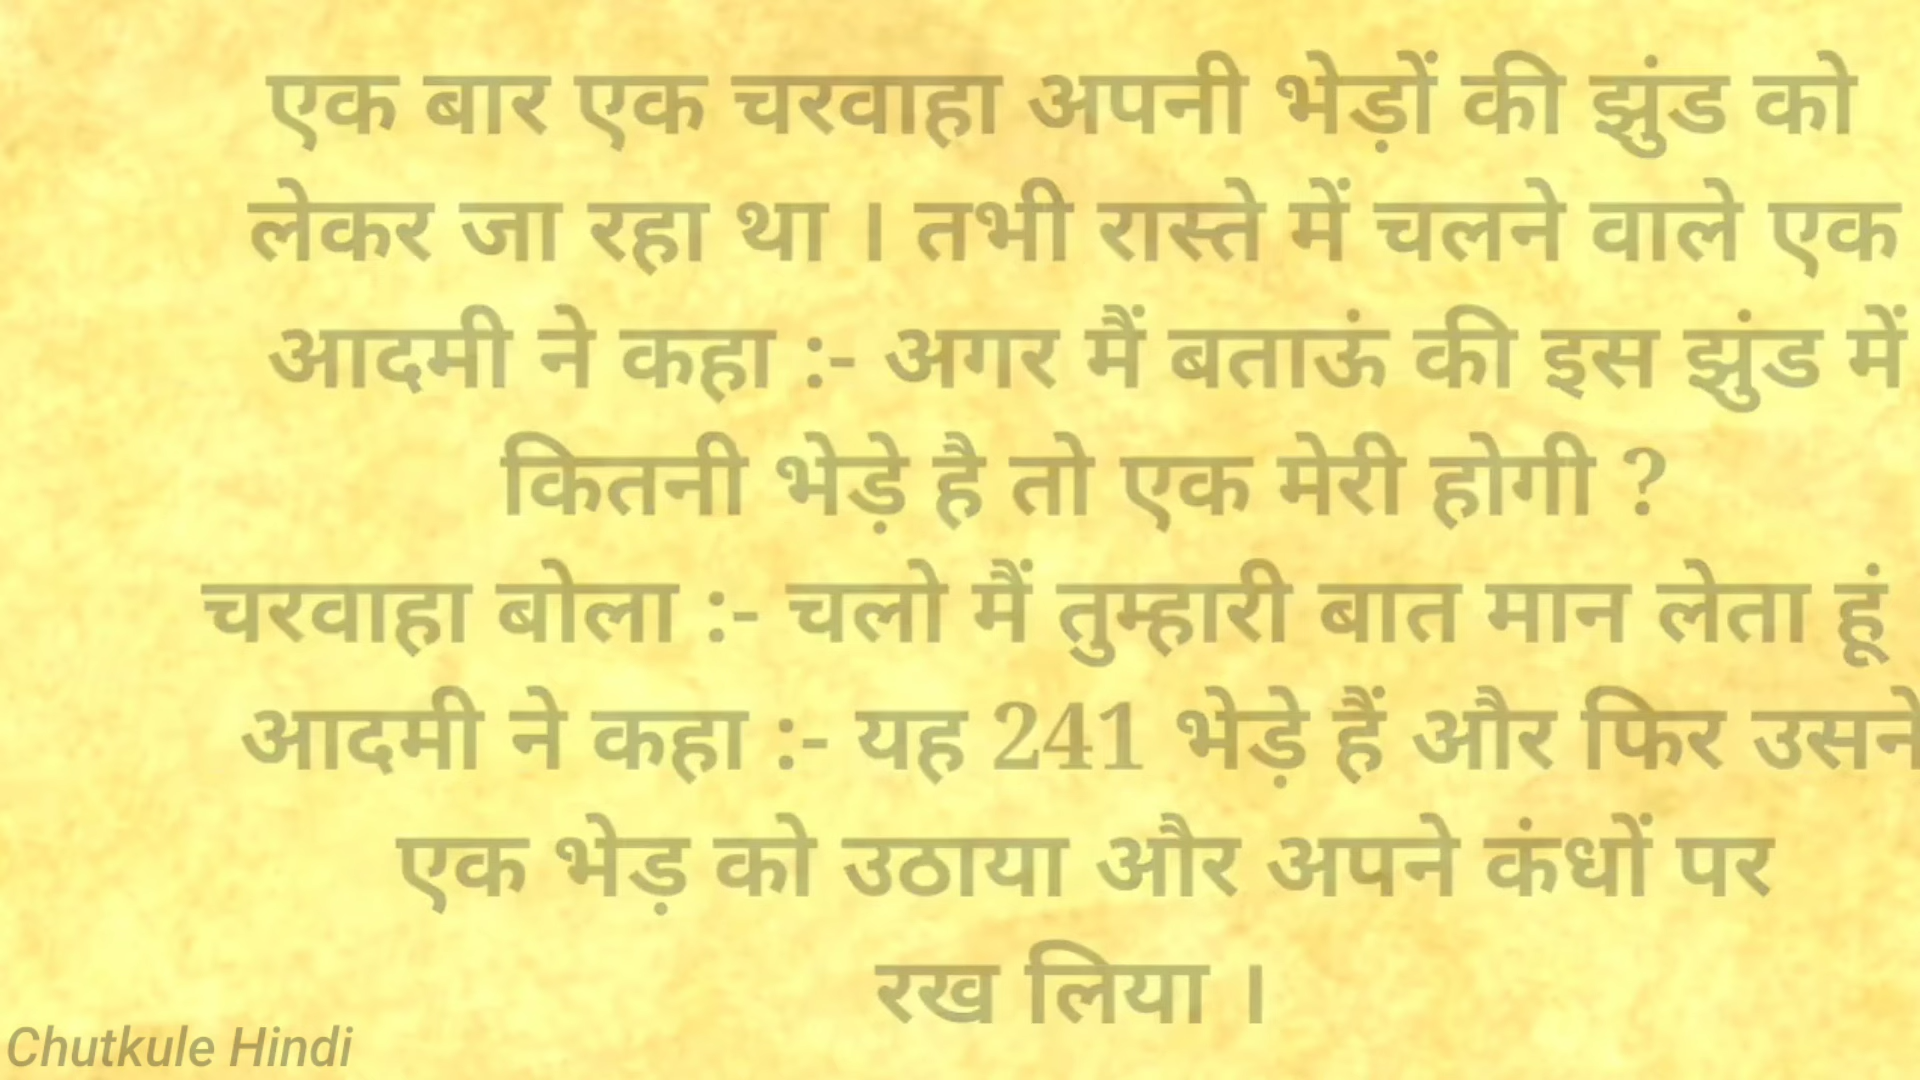 एक बार एक चरवाहा अपनी भेड़ों की झुंड को
लेकर जा रहा था । तभी रास्ते में चलने वाले एक
आदमी ने कहा :- अगर मैं बताऊं की इस झुंड में
कितनी भेड़े है तो एक मेरी होगी ?
चरवाहा बोला :- चलो मैं तुम्हारी बात मान लेता हूं
आदमी ने कहा :- यह 241 भेड़े हैं और फिर उसने
एक भेड़ को उठाया और अपने कंधों पर
रख लिया ।
Chutkule Hindi